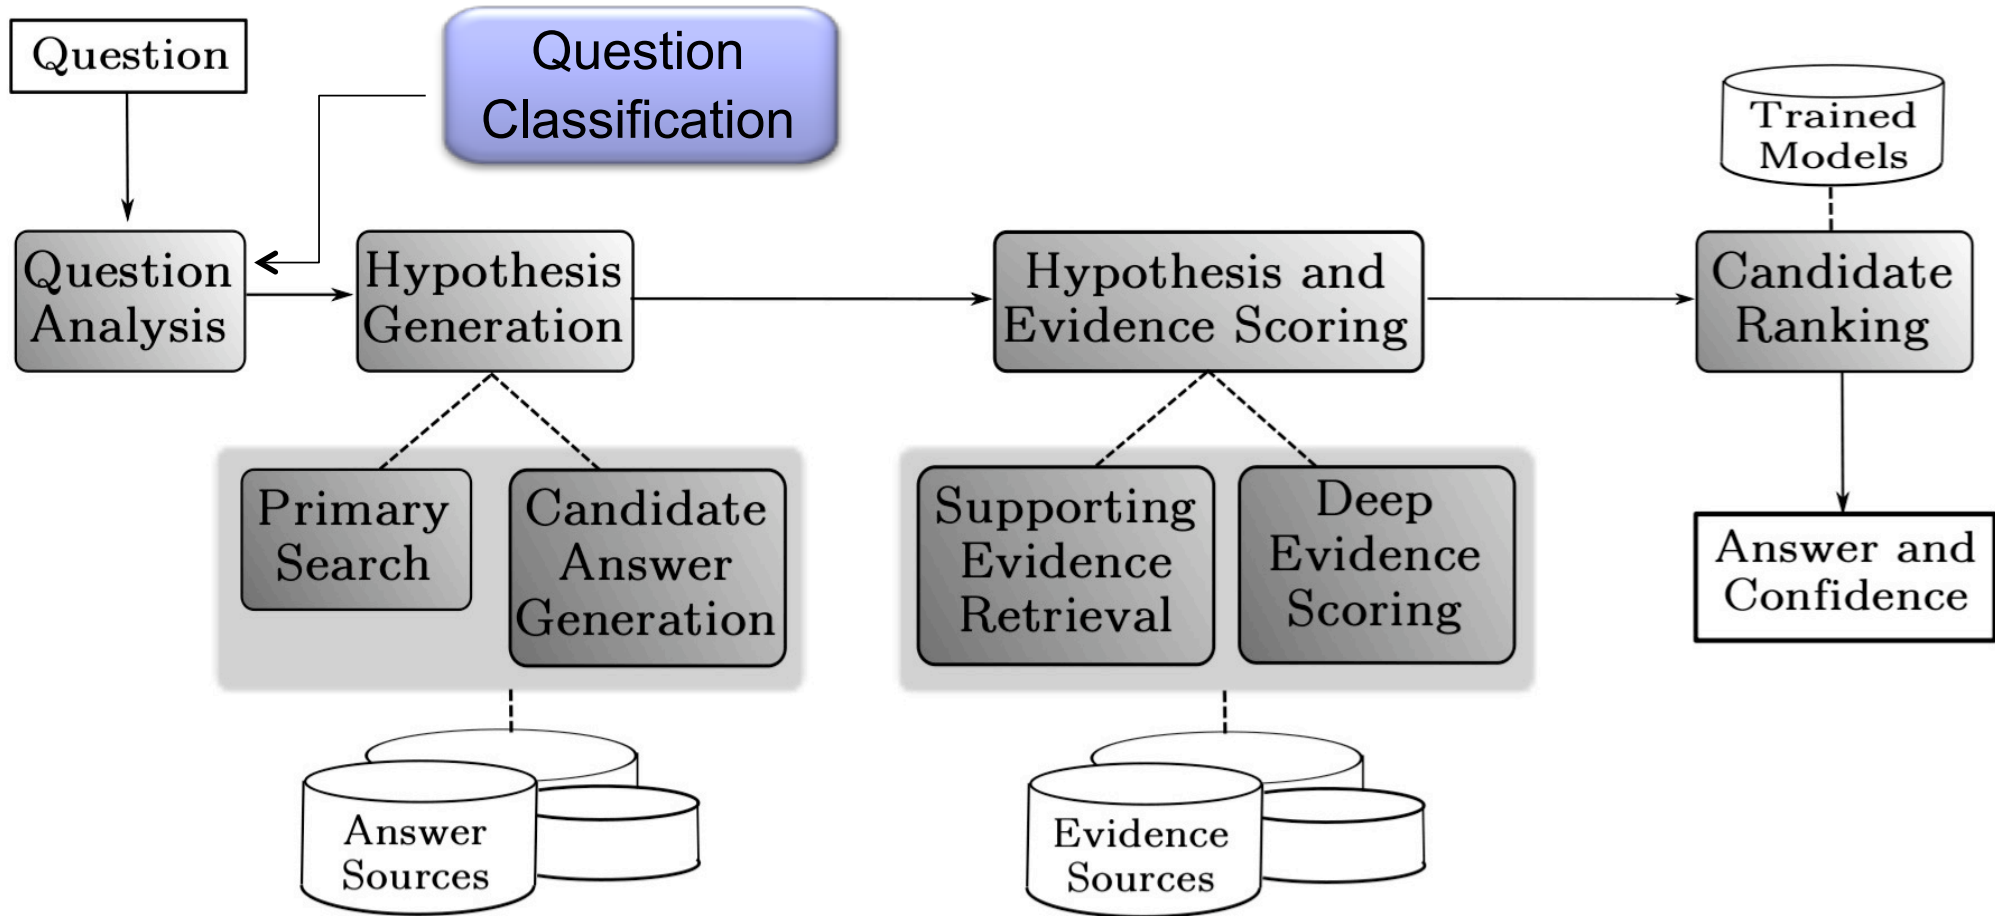 Question
Question
Classification
Trained
Models
Question
Analysis
Hypothesis
Generation
Hypothesis and
Evidence Scoring
Candidate
Ranking
Primary
Search
Candidate
Answer
Generation
Supporting
Evidence
Retrieval
Deep
Evidence
Scoring
Answer and
Confidence
Answer
Sources
Evidence
Sources